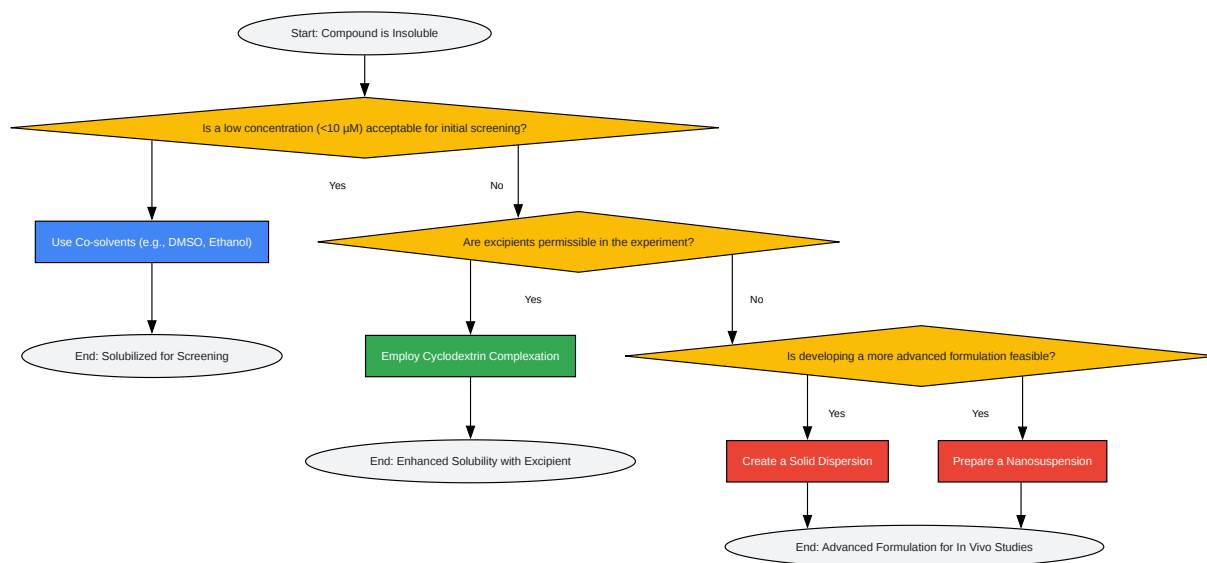 Start: Compound is Insoluble
Is a low concentration (<10 µM) acceptable for initial screening?
Yes
No
Use Co-solvents (e.g., DMSO, Ethanol)
Are excipients permissible in the experiment?
Yes
No
End: Solubilized for Screening
Employ Cyclodextrin Complexation
Is developing a more advanced formulation feasible?
Yes
Yes
End: Enhanced Solubility with Excipient
Create a Solid Dispersion
Prepare a Nanosuspension
End: Advanced Formulation for In Vivo Studies